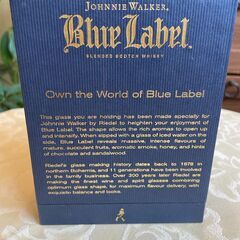 JOHNNIE WALKER.
Blue Label
BLENDED SCOTCH WHISKY
Own the World of Blue Label
This glass you are holding has been made specially for
Johnnie Walker by Riedel to heighten your enjoyment
of Blue Label. The shape allows the rich aromas to open up
and intensify. When sipped with a glass of iced water on the
side, Blue Label reveals massive, intense flavours of
mature, succulent fruits, aromatic smoke, honey, and hints
of chocolate and sandalwood.
Riedel's glass making history dates back to 1678 in
northern Bohemia, and 11 generations have been involved
in the family business. Over 300 years later Riedel are
making the finest wine and spirit glasses combining
optimum glass shape, for maximum flavour delivery, with
exquisite balance and looks.